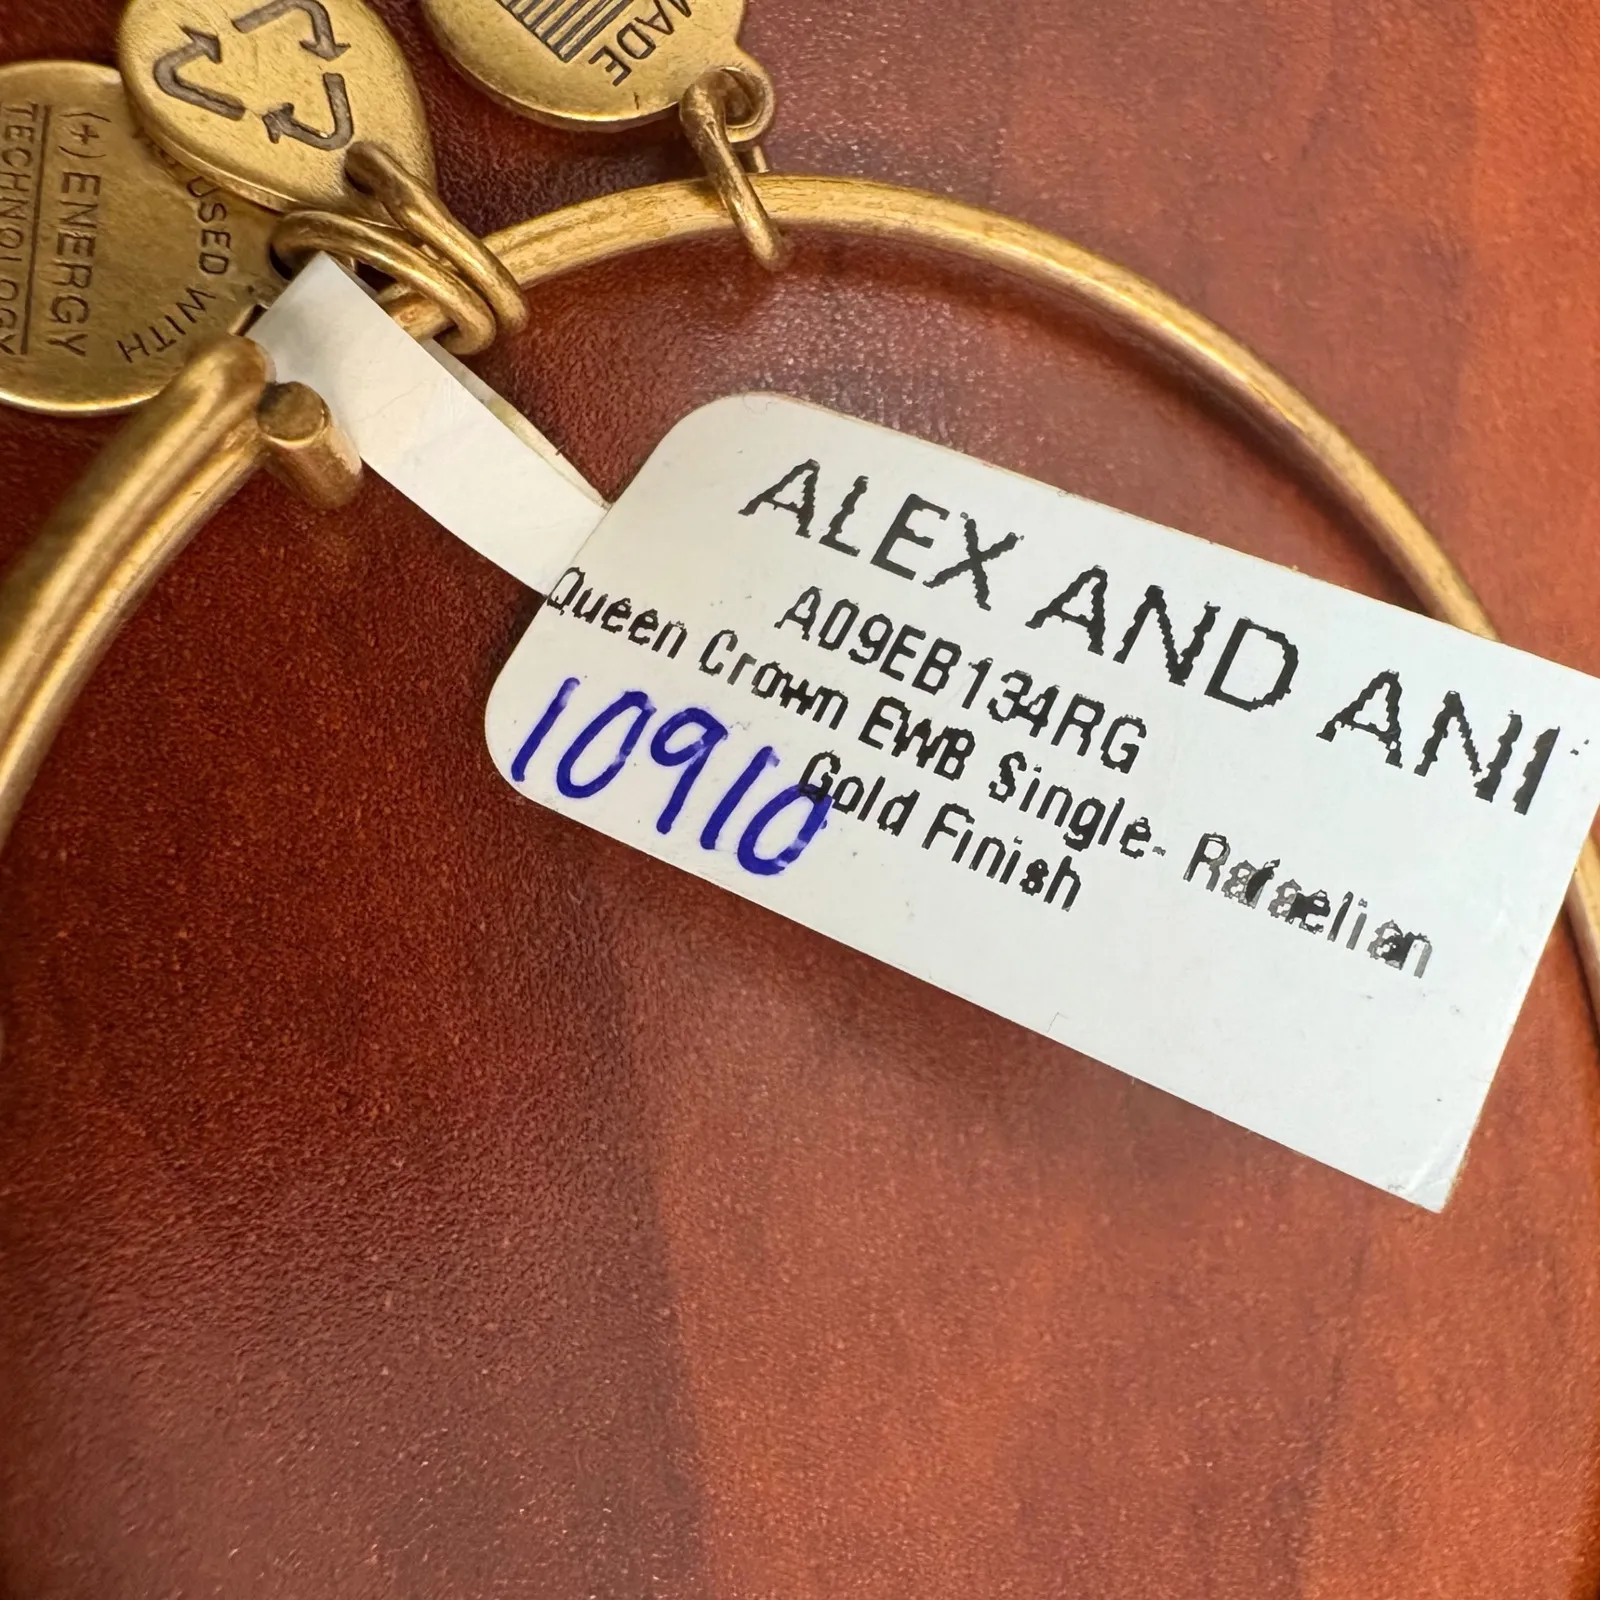 MADE
(+) ENERGY
TECHNOLOGY
USED WITH
ALEX AND ANI
A09EB134RG
Queen Crown EWB Single- Rafaelian
Gold Finish
10910